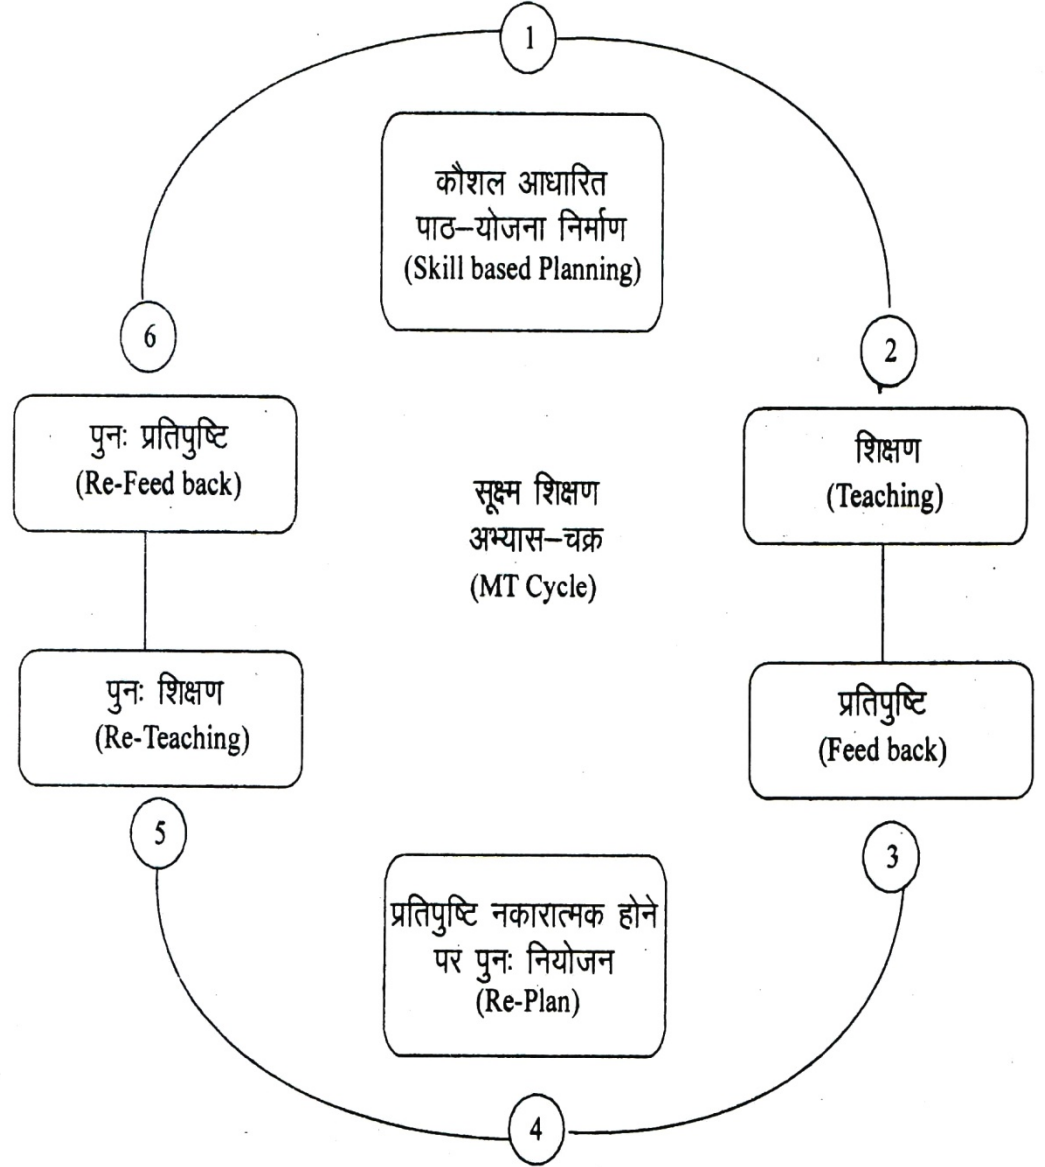 1
कौशल आधारित
पाठ–योजना निर्माण
(Skill based Planning)
6
2
पुनः प्रतिपुष्टि
(Re-Feed back)
शिक्षण
(Teaching)
सूक्ष्म शिक्षण
अभ्यास–चक्र
(MT Cycle)
पुनः शिक्षण
(Re-Teaching)
प्रतिपुष्टि
(Feed back)
5
3
प्रतिपुष्टि नकारात्मक होने
पर पुनः नियोजन
(Re-Plan)
4